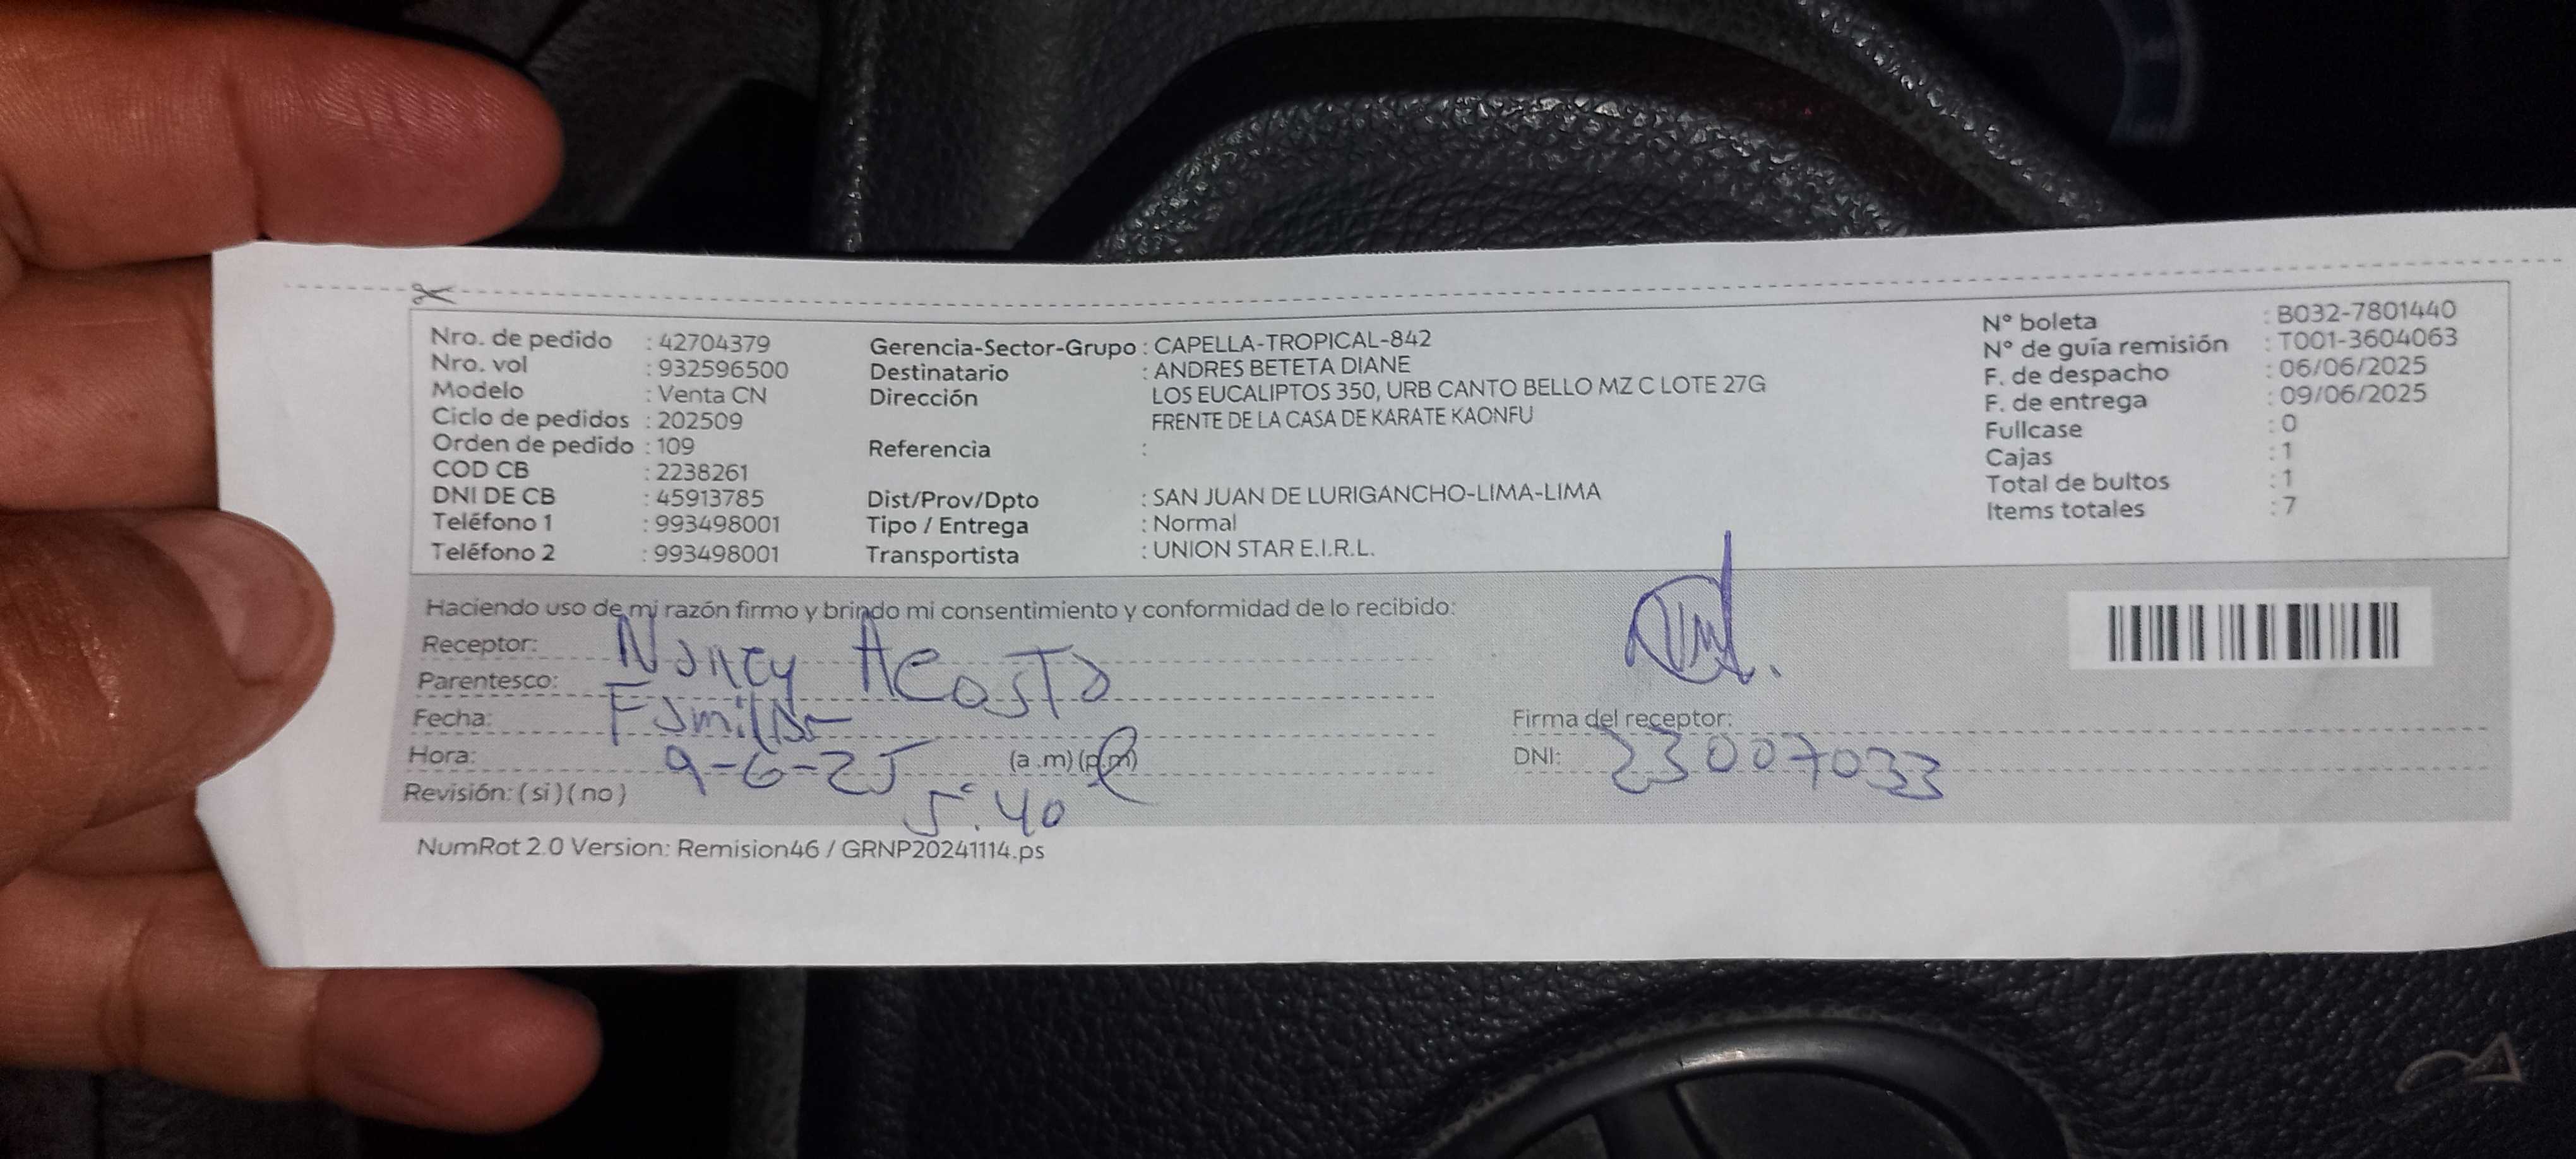 Nro. de pedido : 42704379
Nro. vol : 932596500
Modelo : Venta CN
Ciclo de pedidos : 202509
Orden de pedido : 109
COD CB : 2238261
DNI DE CB : 45913785
Teléfono 1 : 993498001
Teléfono 2 : 993498001
Gerencia-Sector-Grupo : CAPELLA-TROPICAL-842
Destinatario : ANDRES BETETA DIANE
Dirección LOS EUCALIPTOS 350, URB CANTO BELLO MZ C LOTE 27G
FRENTE DE LA CASA DE KARATE KAONFU
Referencia :
Dist/Prov/Dpto : SAN JUAN DE LURIGANCHO-LIMA-LIMA
Tipo / Entrega : Normal
Transportista : UNION STAR E.I.R.L.
N° boleta : B032-7801440
N° de guía remisión : T001-3604063
F. de despacho : 06/06/2025
F. de entrega : 09/06/2025
Fullcase : 0
Cajas : 1
Total de bultos : 1
Items totales : 7
Haciendo uso de mi razón firmo y brindo mi consentimiento y conformidad de lo recibido:
Receptor: Nancy Acosta
Parentesco: Familiar
Fecha: 9-6-25
Hora: (a.m) (p.m) 5:40
Revisión: ( si ) ( no )
Firma del receptor:
DNI: 23007033
NumRot 2.0 Version: Remision46 / GRNP20241114.ps